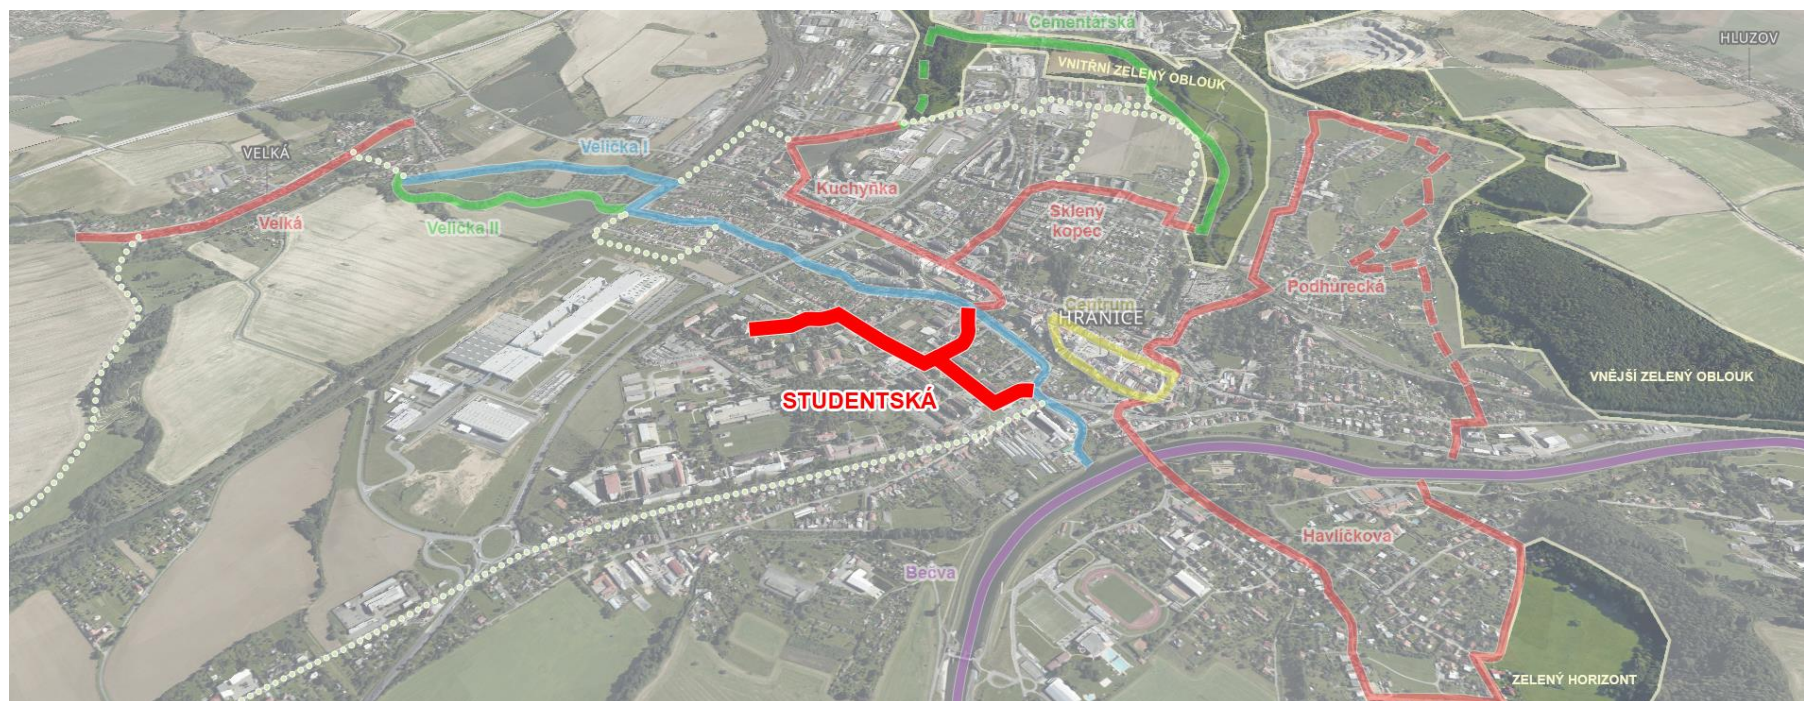 Cementářská
HLUZOV
VNITŘNÍ ZELENÝ OBLOUK
Velička I
VELKÁ
Kuchyňka
Velká
Velička II
Sklený
kopec
Podhůrecká
Centrum
HRANICE
VNĚJŠÍ ZELENÝ OBLOUK
STUDENTSKÁ
Havlíčkova
Bečva
ZELENÝ HORIZONT